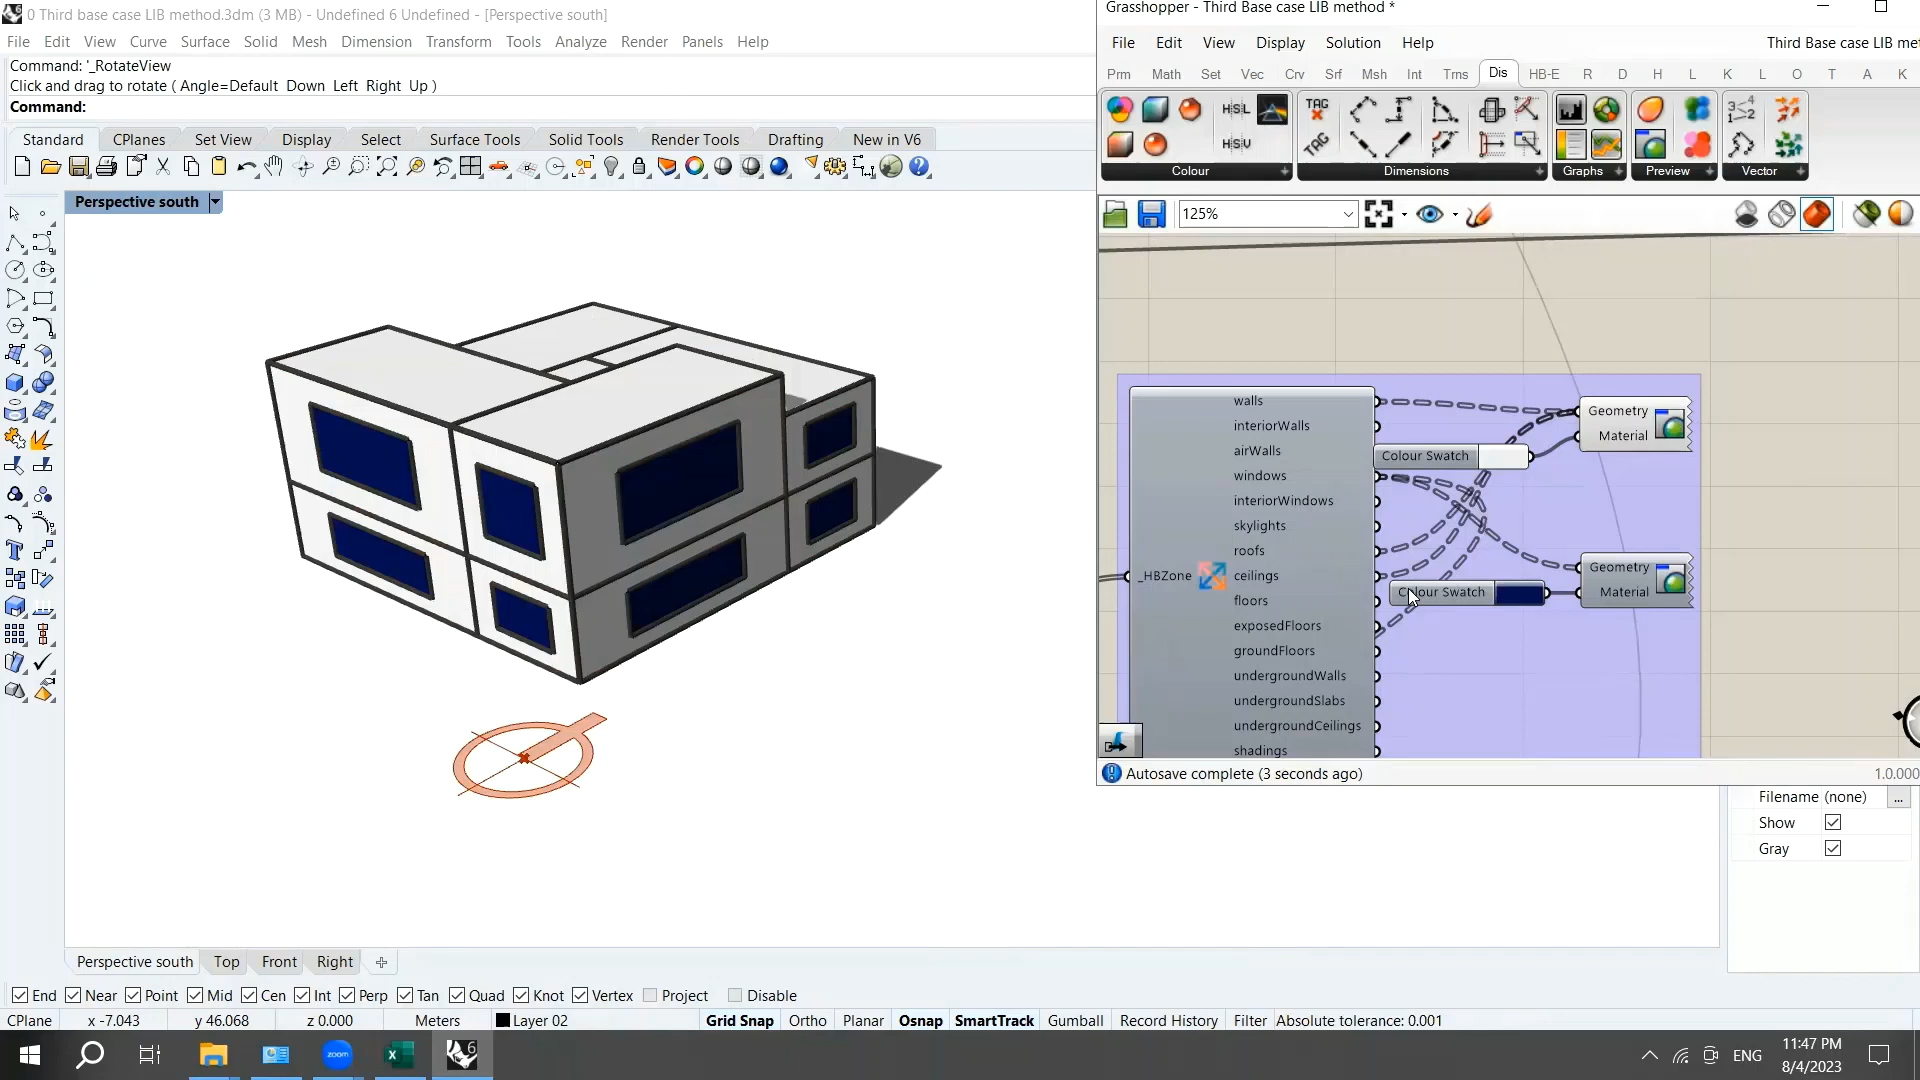 0 Third base case LIB method.3dm (3 MB) - Undefined 6 Undefined - [Perspective south]
File Edit View Curve Surface Solid Mesh Dimension Transform Tools Analyze Render Panels Help
Command: '_RotateView
Click and drag to rotate ( Angle=Default Down Left Right Up )
Command:
Standard CPlanes Set View Display Select Surface Tools Solid Tools Mesh Tools Render Tools Drafting New in V6
Perspective south
Grasshopper - Third Base case LIB method *
File Edit View Display Solution Help Third Base case LIB met
Prm Math Set Vec Crv Srf Msh Int Trns Dis HB-E R D H L K L O T A K
H|S|L
TAG
H|S|V
TAG
Colour Dimensions Graphs Preview Vector
125%
walls
interiorWalls
airWalls
windows
interiorWindows
skylights
roofs
_HBZone
ceilings
floors
exposedFloors
groundFloors
undergroundWalls
undergroundSlabs
undergroundCeilings
shadings
Geometry
Material
Colour Swatch
Geometry
Material
Colour Swatch
Autosave complete (3 seconds ago) 1.0.000
Filename (none) ...
Show
Gray
Perspective south Top Front Right
End Near Point Mid Cen Int Perp Tan Quad Knot Vertex Project Disable
CPlane x -7.043 y 46.068 z 0.000 Meters Layer 02 Grid Snap Ortho Planar Osnap SmartTrack Gumball Record History Filter Absolute tolerance: 0.001
zoom
ENG
11:47 PM
8/4/2023